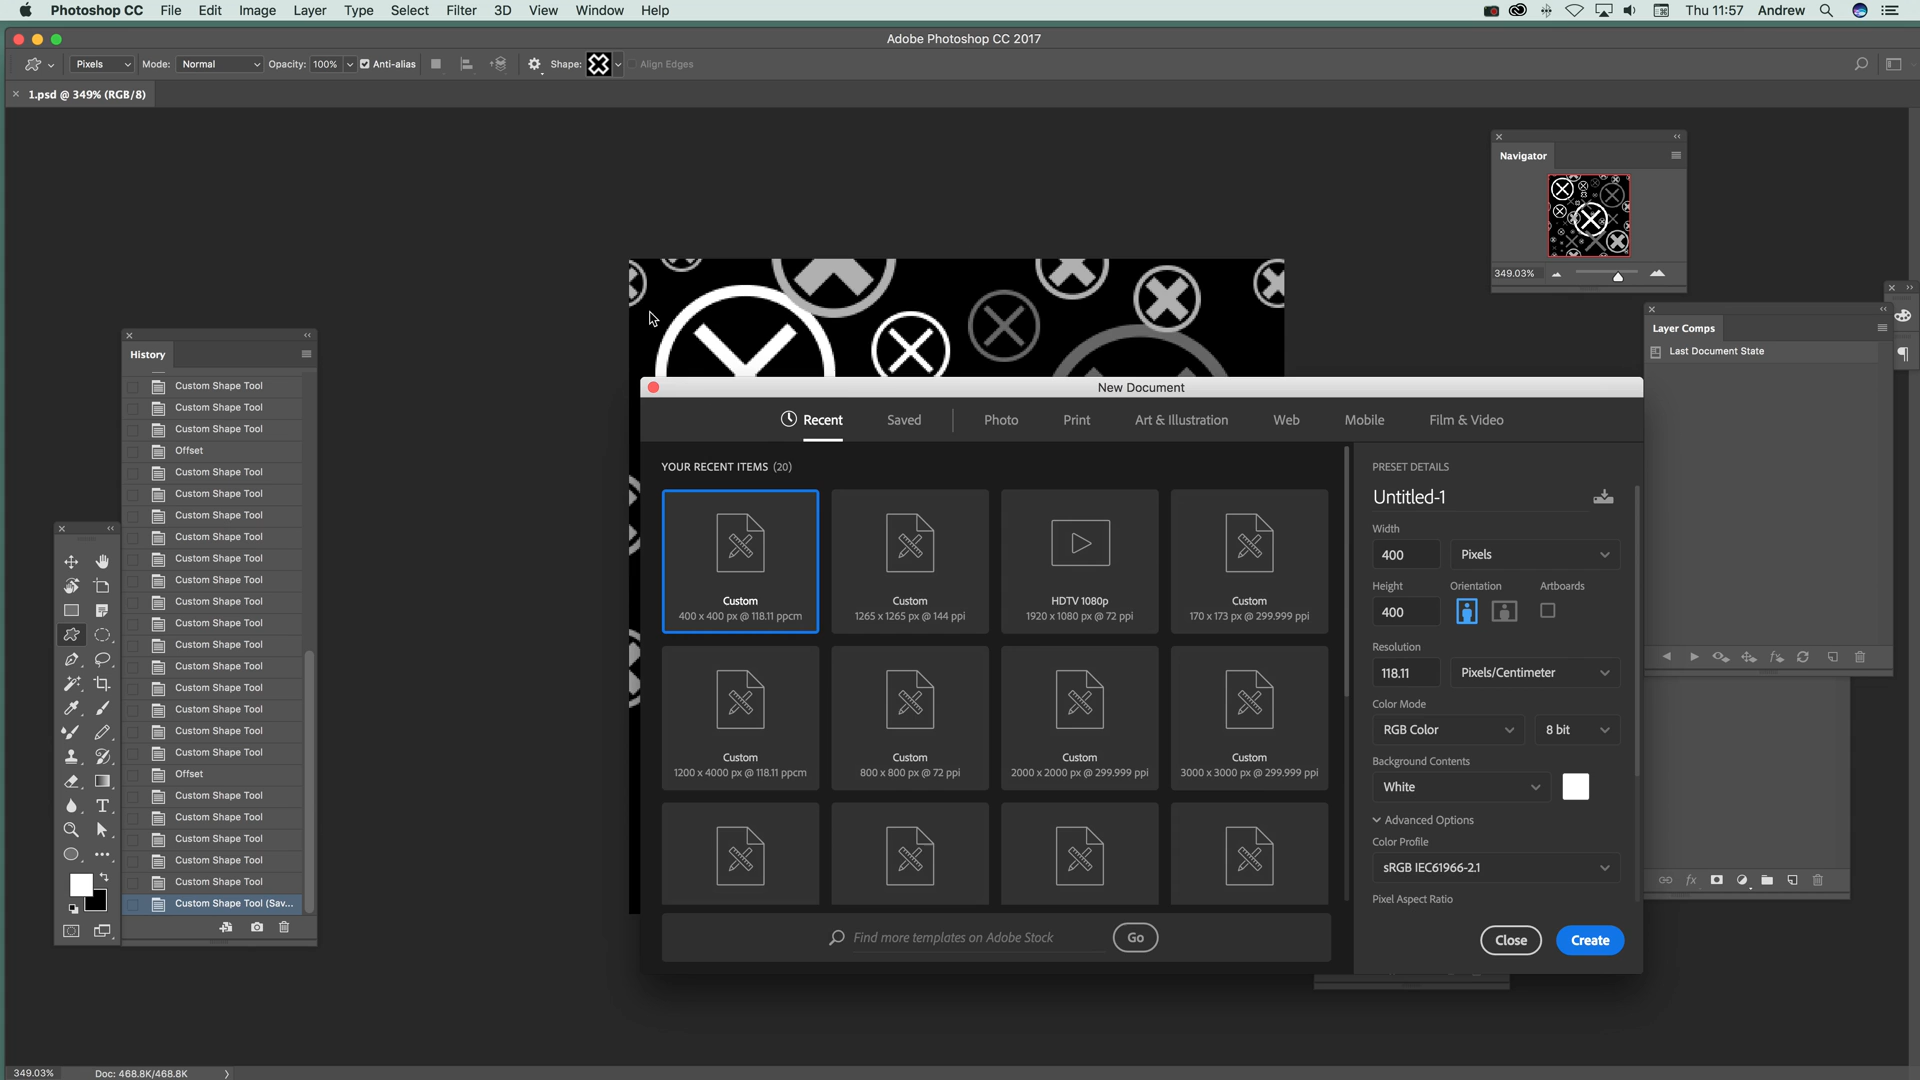 Photoshop CC File Edit Image Layer Type Select Filter 3D View Window Help Thu 11:57 Andrew
Adobe Photoshop CC 2017
Pixels Mode: Normal Opacity: 100% Anti-alias Shape: Align Edges
1.psd @ 349% (RGB/8)
Navigator
349.03%
Layer Comps
Last Document State
History
Custom Shape Tool
Custom Shape Tool
Custom Shape Tool
Offset
Custom Shape Tool
Custom Shape Tool
Custom Shape Tool
Custom Shape Tool
Custom Shape Tool
Custom Shape Tool
Custom Shape Tool
Custom Shape Tool
Custom Shape Tool
Custom Shape Tool
Custom Shape Tool
Custom Shape Tool
Custom Shape Tool
Custom Shape Tool
Offset
Custom Shape Tool
Custom Shape Tool
Custom Shape Tool
Custom Shape Tool
Custom Shape Tool
Custom Shape Tool (Sav...
New Document
Recent Saved Photo Print Art & Illustration Web Mobile Film & Video
YOUR RECENT ITEMS (20)
Custom
400 x 400 px @ 118.11 ppcm
Custom
1265 x 1265 px @ 144 ppi
HDTV 1080p
1920 x 1080 px @ 72 ppi
Custom
170 x 173 px @ 299.999 ppi
Custom
1200 x 4000 px @ 118.11 ppcm
Custom
800 x 800 px @ 72 ppi
Custom
2000 x 2000 px @ 299.999 ppi
Custom
3000 x 3000 px @ 299.999 ppi
Find more templates on Adobe Stock Go
PRESET DETAILS
Untitled-1
Width
400 Pixels
Height Orientation Artboards
400
Resolution
118.11 Pixels/Centimeter
Color Mode
RGB Color 8 bit
Background Contents
White
Advanced Options
Color Profile
sRGB IEC61966-2.1
Pixel Aspect Ratio
Close Create
349.03% Doc: 468.8K/468.8K